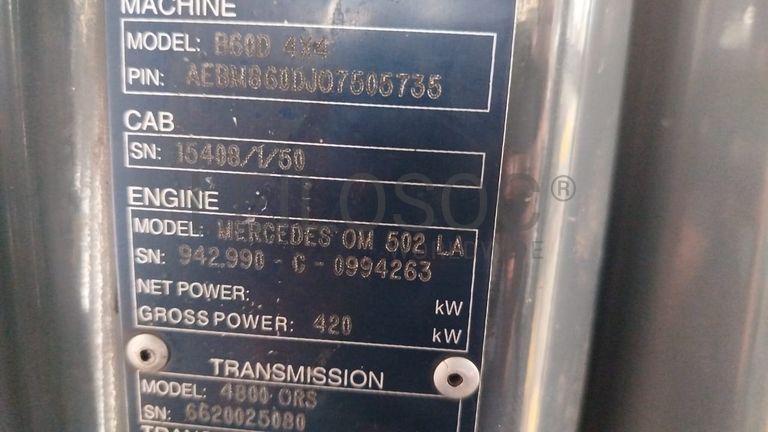 MACHINE
MODEL: B60D 4X4
PIN: AEBM860DJ07505735
CAB
SN: 15408/1/50
ENGINE
MODEL: MERCEDES OM 502 LA
SN: 942.990 - C - 0994263
NET POWER: kW
GROSS POWER: 420 kW
TRANSMISSION
MODEL: 4800 ORS
SN: 6620025080